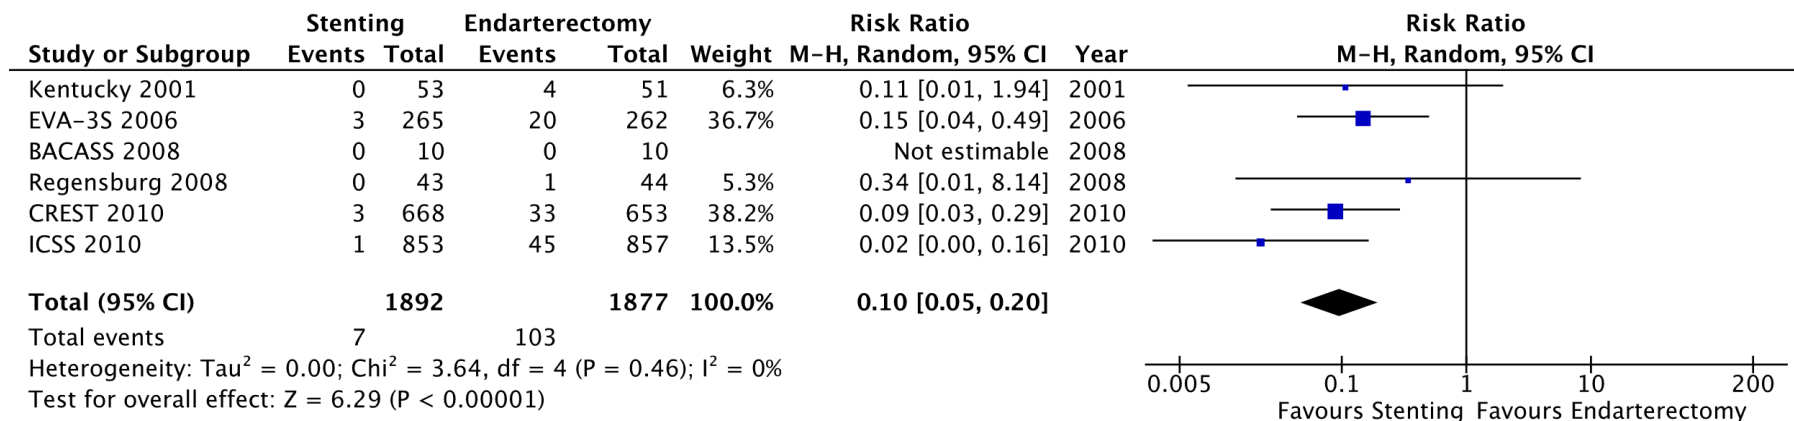 Stenting Endarterectomy Risk Ratio Risk Ratio
Study or Subgroup Events Total Events Total Weight M-H, Random, 95% CI Year M-H, Random, 95% CI
Kentucky 2001 0 53 4 51 6.3% 0.11 [0.01, 1.94] 2001
EVA-3S 2006 3 265 20 262 36.7% 0.15 [0.04, 0.49] 2006
BACASS 2008 0 10 0 10 Not estimable 2008
Regensburg 2008 0 43 1 44 5.3% 0.34 [0.01, 8.14] 2008
CREST 2010 3 668 33 653 38.2% 0.09 [0.03, 0.29] 2010
ICSS 2010 1 853 45 857 13.5% 0.02 [0.00, 0.16] 2010
Total (95% CI) 1892 1877 100.0% 0.10 [0.05, 0.20]
Total events 7 103
Heterogeneity: Tau² = 0.00; Chi² = 3.64, df = 4 (P = 0.46); I² = 0%
Test for overall effect: Z = 6.29 (P < 0.00001)
0.005 0.1 1 10 200
Favours Stenting Favours Endarterectomy